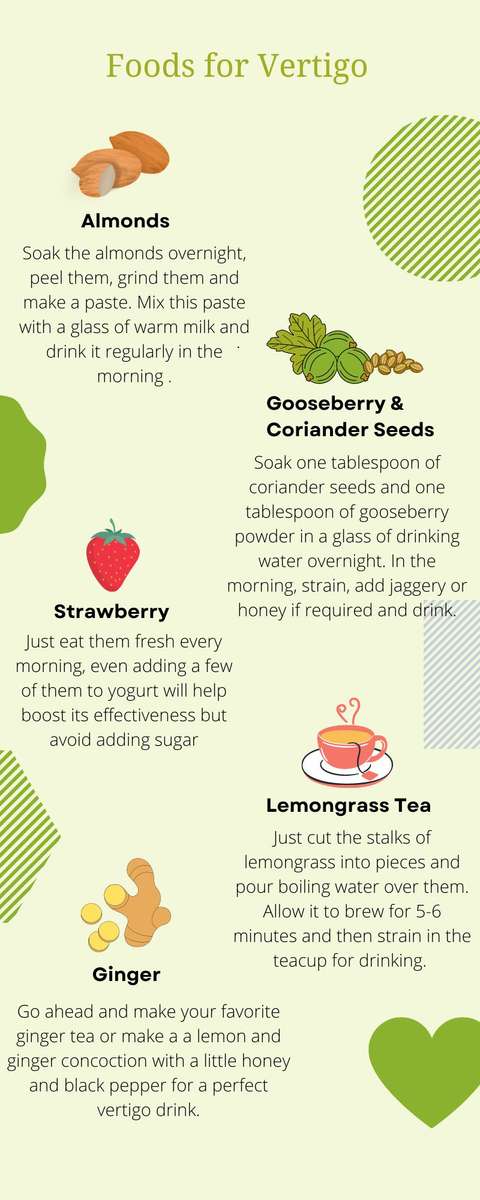 Foods for Vertigo
Almonds
Soak the almonds overnight,
peel them, grind them and
make a paste. Mix this paste
with a glass of warm milk and
drink it regularly in the
morning .
Gooseberry &
Coriander Seeds
Soak one tablespoon of
coriander seeds and one
tablespoon of gooseberry
powder in a glass of drinking
water overnight. In the
morning, strain, add jaggery or
honey if required and drink.
Strawberry
Just eat them fresh every
morning, even adding a few
of them to yogurt will help
boost its effectiveness but
avoid adding sugar
Lemongrass Tea
Just cut the stalks of
lemongrass into pieces and
pour boiling water over them.
Allow it to brew for 5-6
minutes and then strain in the
teacup for drinking.
Ginger
Go ahead and make your favorite
ginger tea or make a a lemon and
ginger concoction with a little honey
and black pepper for a perfect
vertigo drink.